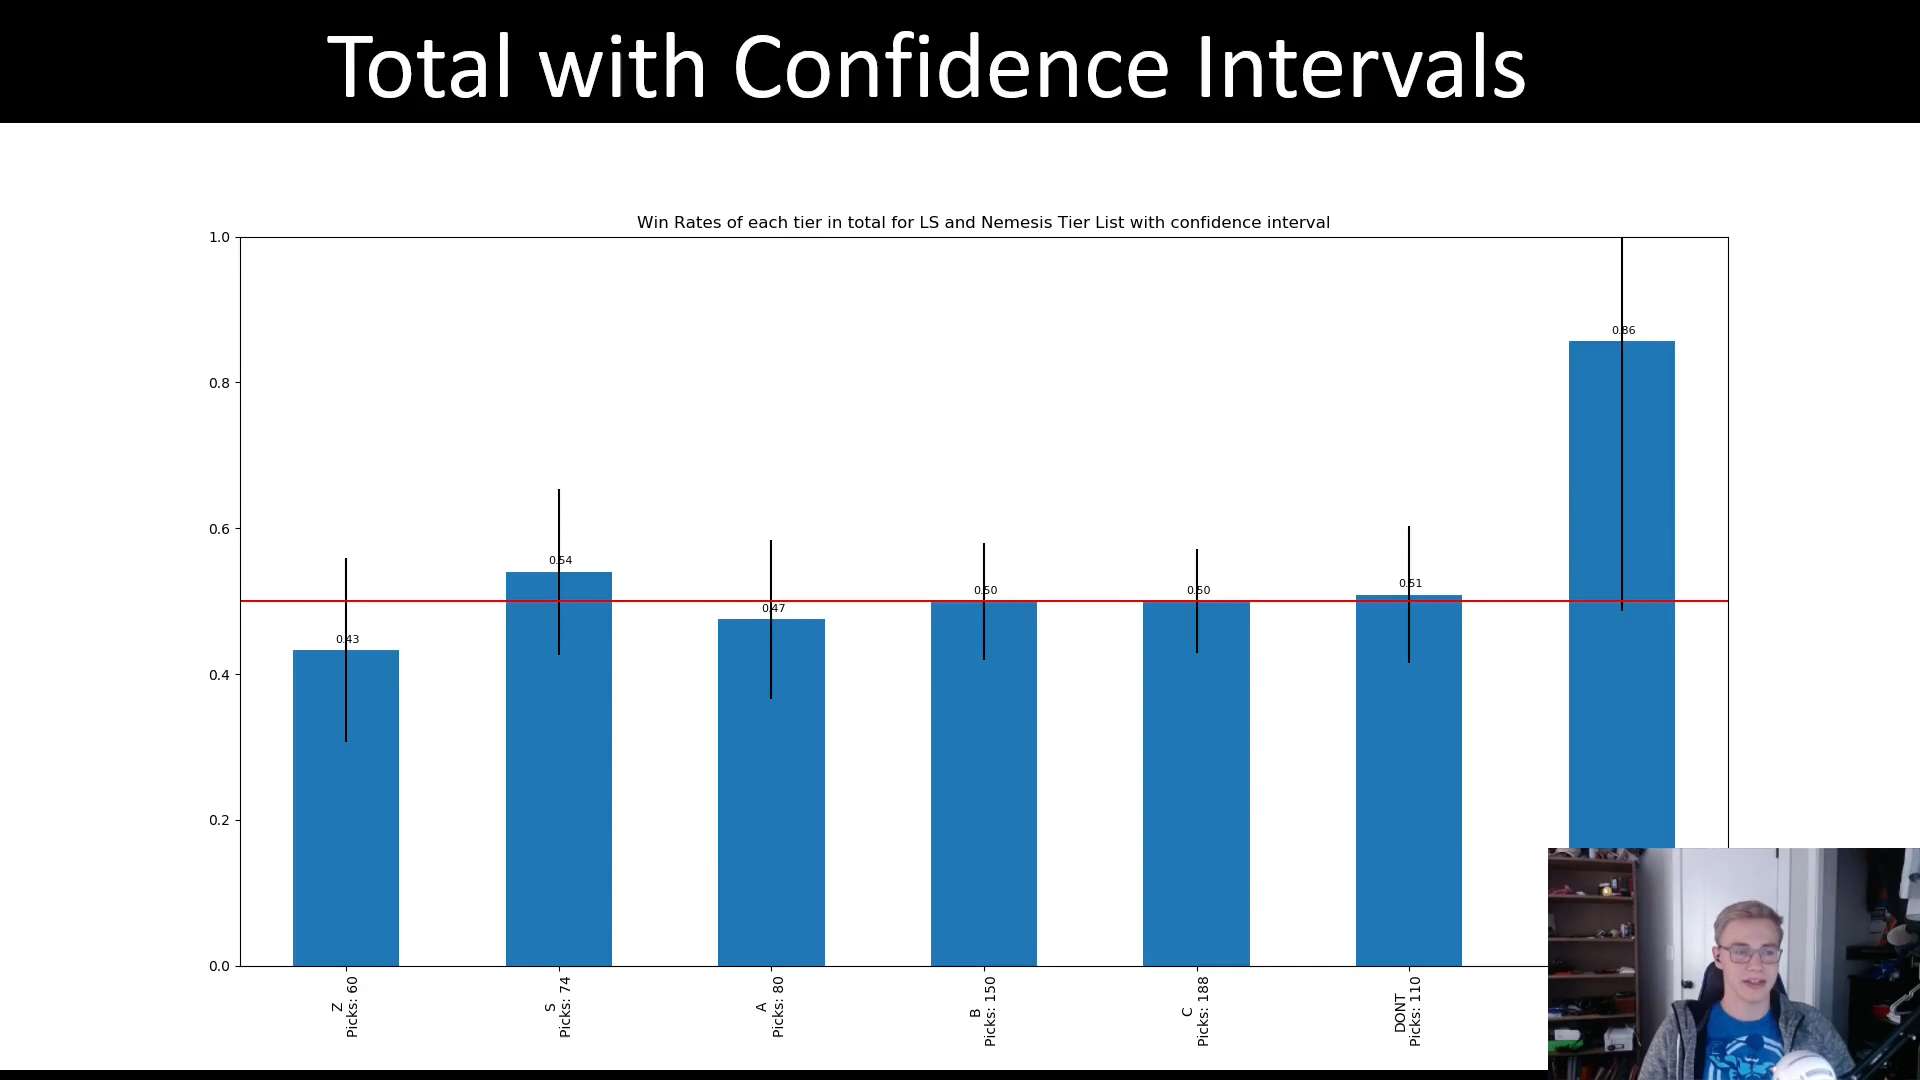 Total with Confidence Intervals
Win Rates of each tier in total for LS and Nemesis Tier List with confidence interval
1.0
0.8
0.6
0.4
0.2
0.0
0.43
0.54
0.47
0.50
0.50
0.51
0.86
Z
Picks: 60
S
Picks: 74
A
Picks: 80
B
Picks: 150
C
Picks: 188
DONT
Picks: 110